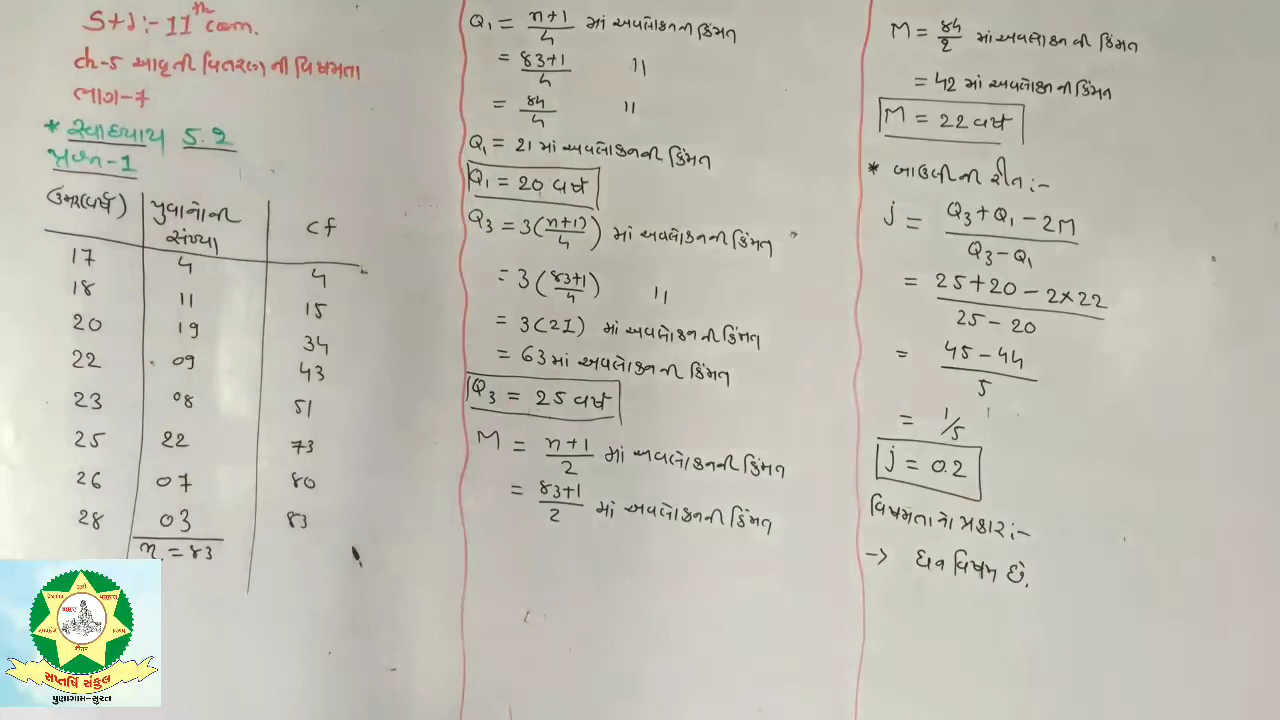 Std:- 11th com.
ch-5 આવૃત્તી વિતરણ ની વિષમતા
ભાગ-7
* સ્વાધ્યાય 5.2
પ્રશ્ન-1
ઉંમર(વર્ષ) યુવાનોની સંખ્યા cf
17 4 4
18 11 15
20 19 34
22 09 43
23 08 51
25 22 73
26 07 80
28 03 83
n = 83
Q₁ = n+1/4 માં અવલોકનની કિંમત
= 83+1/4 "
= 84/4 "
Q₁ = 21 માં અવલોકનની કિંમત
Q₁ = 20 વર્ષ
Q₃ = 3(n+1/4) માં અવલોકનની કિંમત
= 3(83+1/4) "
= 3(21) માં અવલોકનની કિંમત
= 63માં અવલોકનની કિંમત
Q₃ = 25 વર્ષ
M = n+1/2 માં અવલોકનની કિંમત
= 83+1/2 માં અવલોકનની કિંમત
M = 84/2 માં અવલોકન ની કિંમત
= 42 માં અવલોકનની કિંમત
M = 22 વર્ષ
* બાઉલીની રીત:-
j = Q₃+Q₁-2M/Q₃-Q₁
= 25+20-2×22/25-20
= 45-44/5
= 1/5
j = 0.2
વિષમતાનો પ્રકાર:-
→ ધન વિષમ છે.
સપ્તર્ષિ સંકુલ
પુણાગામ-સુરત